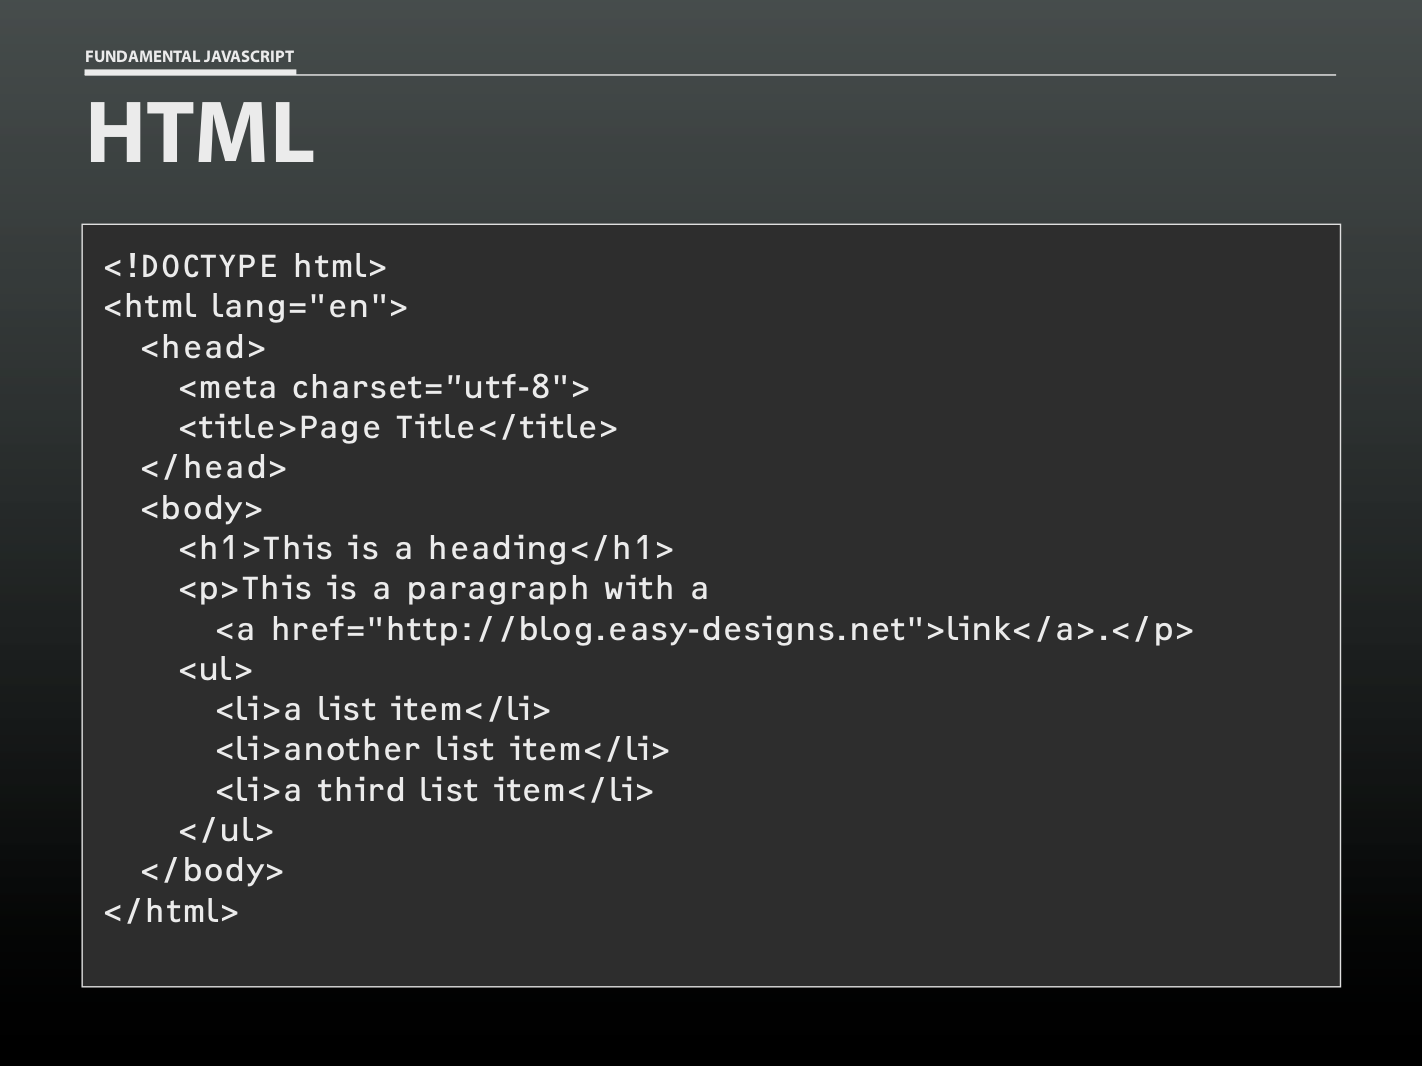 FUNDAMENTAL JAVASCRIPT
HTML
<!DOCTYPE html>
<html lang="en">
  <head>
    <meta charset="utf-8">
    <title>Page Title</title>
  </head>
  <body>
    <h1>This is a heading</h1>
    <p>This is a paragraph with a
      <a href="http://blog.easy-designs.net">link</a>.</p>
    <ul>
      <li>a list item</li>
      <li>another list item</li>
      <li>a third list item</li>
    </ul>
  </body>
</html>